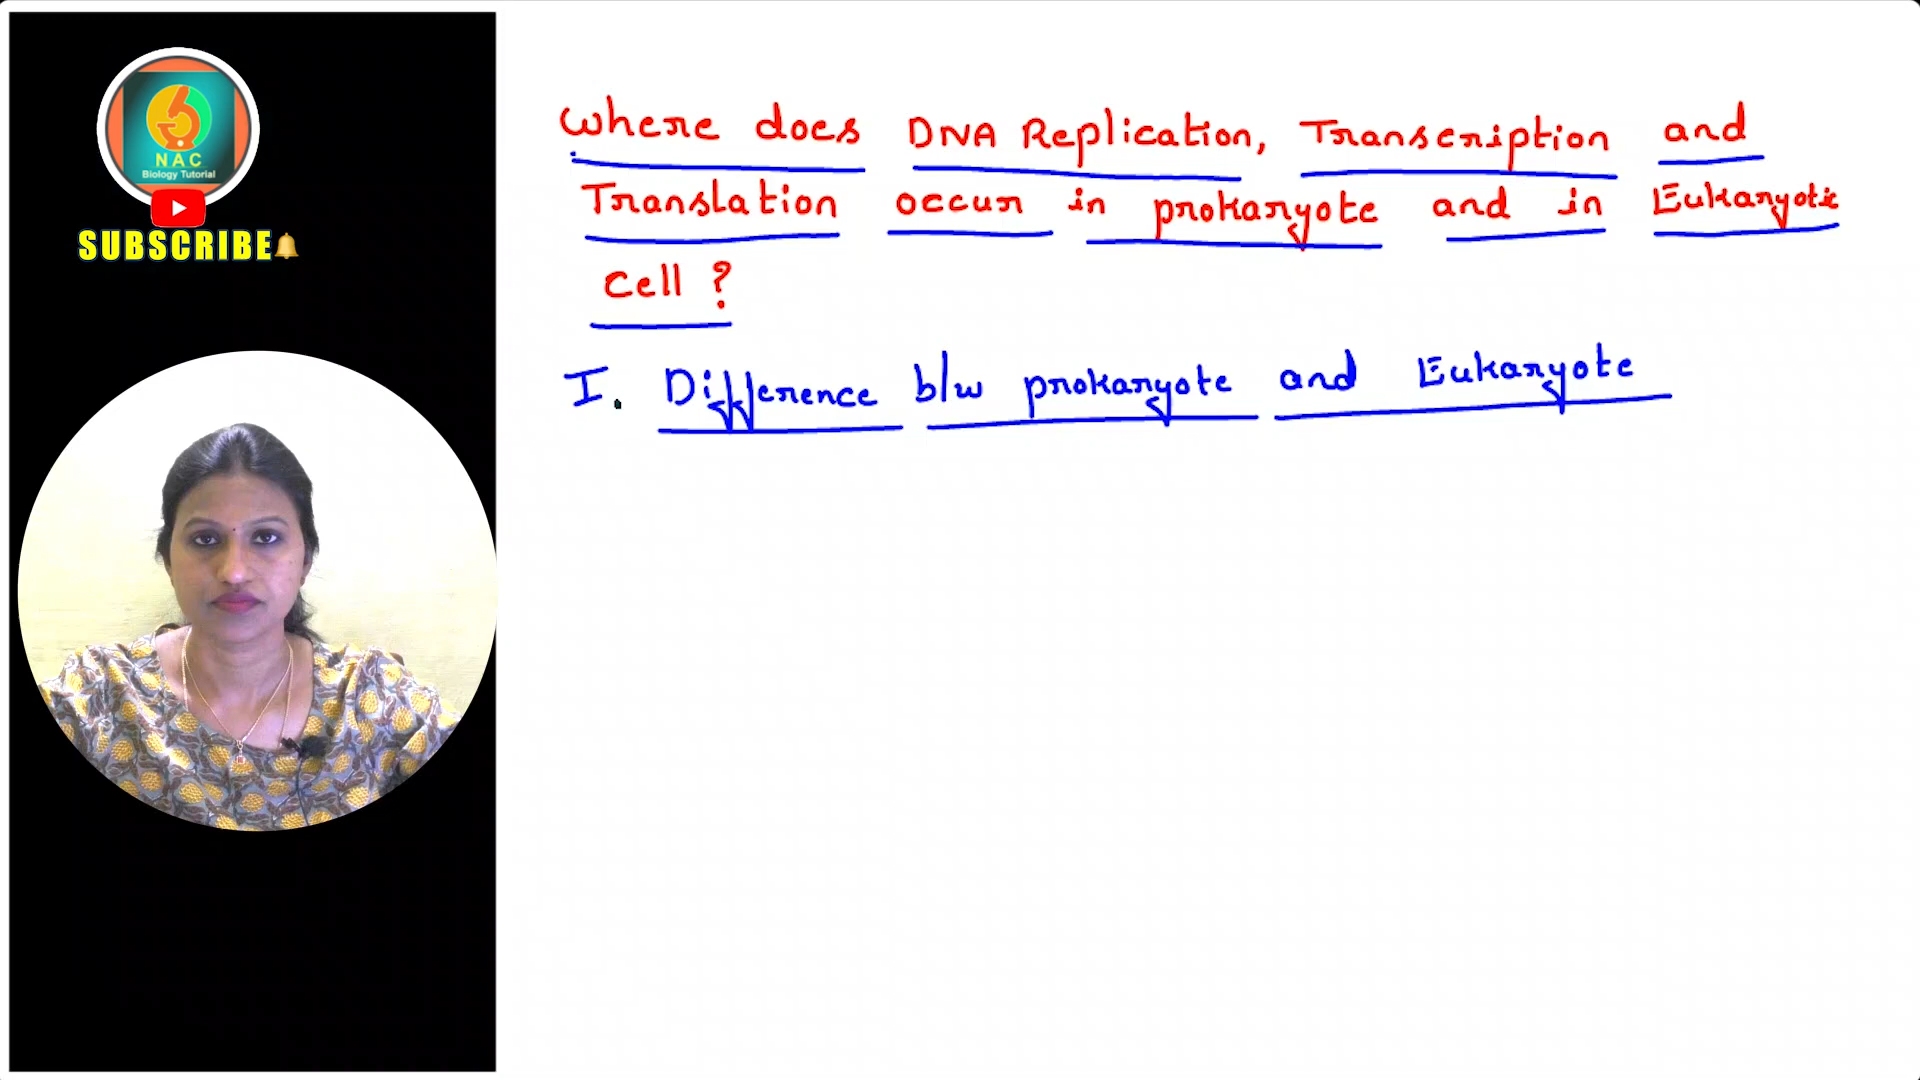 NAC
Biology Tutorial
SUBSCRIBE
Where does DNA Replication, Transcription and
Translation occur in prokaryote and in Eukaryotic
Cell ?
I. Difference b/w prokaryote and Eukaryote